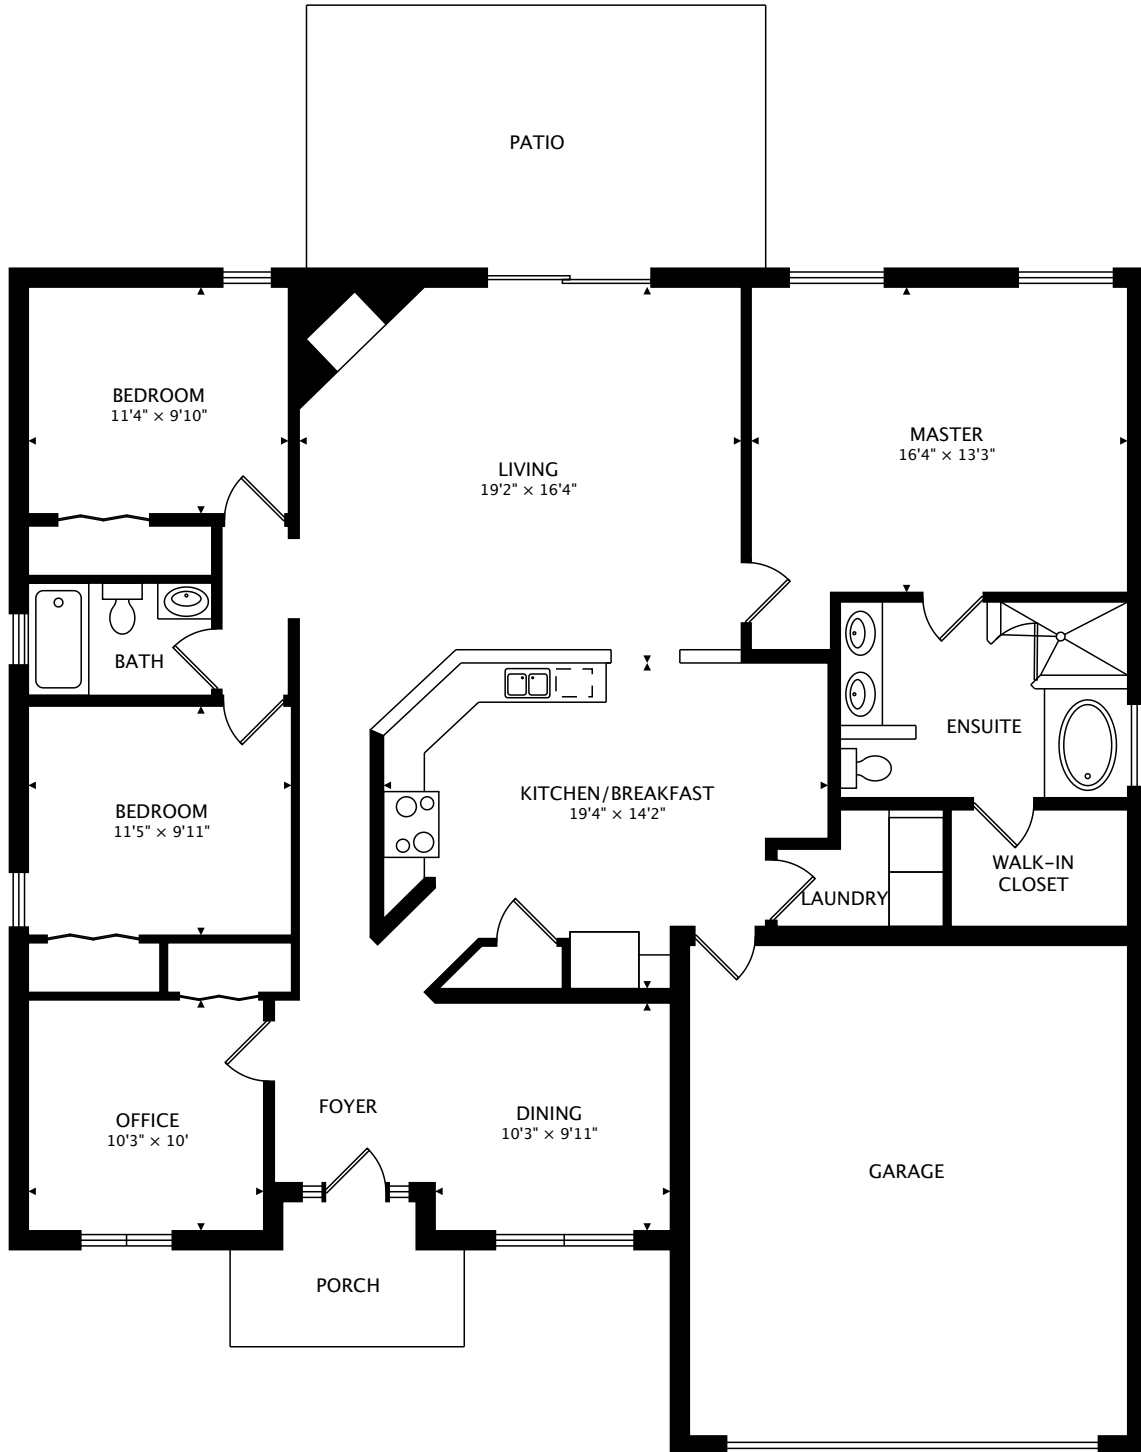 PATIO
BEDROOM
11'4" × 9'10"
LIVING
19'2" × 16'4"
MASTER
16'4" × 13'3"
BATH
ENSUITE
BEDROOM
11'5" × 9'11"
KITCHEN/BREAKFAST
19'4" × 14'2"
LAUNDRY
WALK-IN
CLOSET
OFFICE
10'3" × 10'
FOYER
DINING
10'3" × 9'11"
GARAGE
PORCH